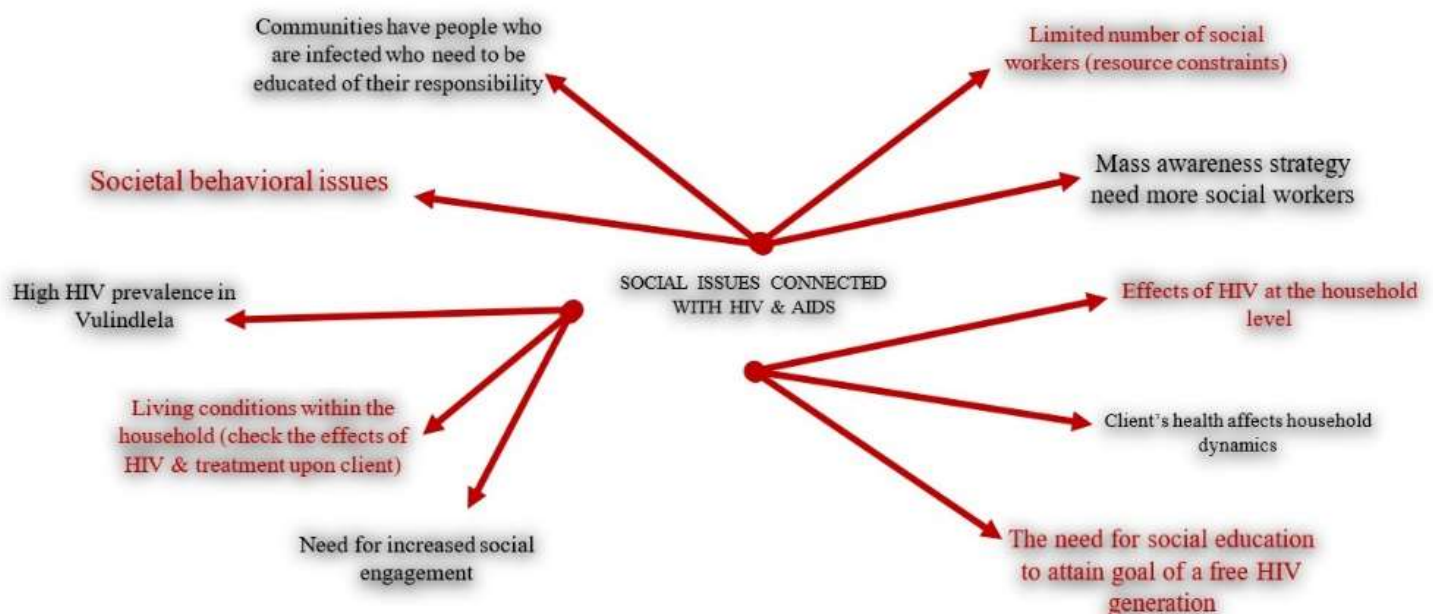 Communities have people who
are infected who need to be
educated of their responsibility
Limited number of social
workers (resource constraints)
Societal behavioral issues
Mass awareness strategy
need more social workers
SOCIAL ISSUES CONNECTED
WITH HIV & AIDS
High HIV prevalence in
Vulindlela
Effects of HIV at the household
level
Living conditions within the
household (check the effects of
HIV & treatment upon client)
Client's health affects household
dynamics
Need for increased social
engagement
The need for social education
to attain goal of a free HIV
generation